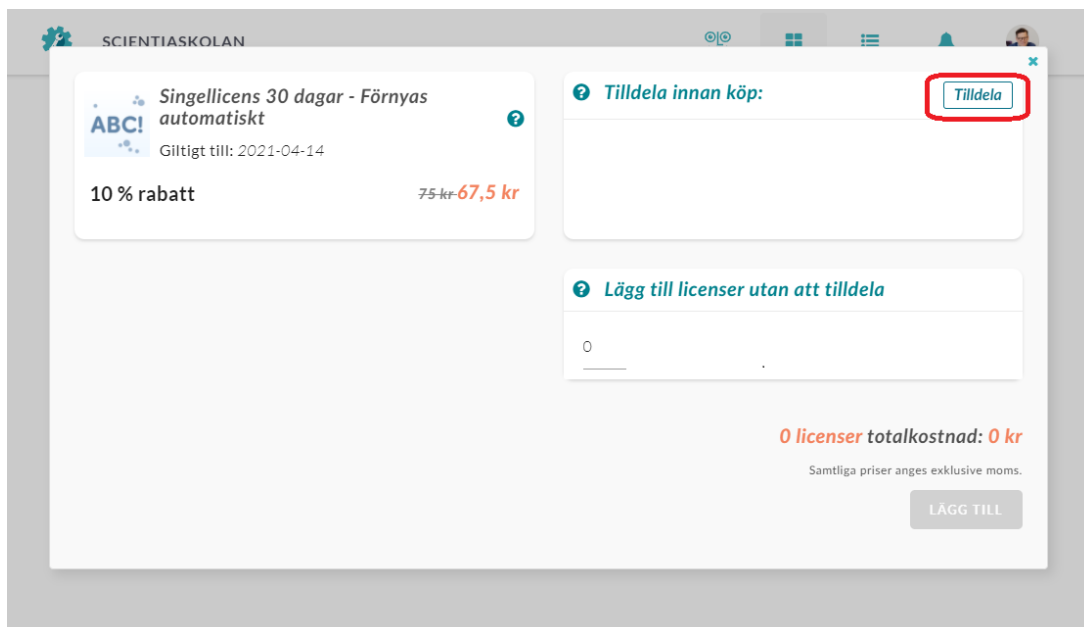 SCIENTIASKOLAN
ABC!
Singellicens 30 dagar - Förnyas
automatiskt
Giltigt till: 2021-04-14
10 % rabatt
75 kr 67,5 kr
Tilldela innan köp:
Tilldela
Lägg till licenser utan att tilldela
0
.
0 licenser totalkostnad: 0 kr
Samtliga priser anges exklusive moms.
LÄGG TILL